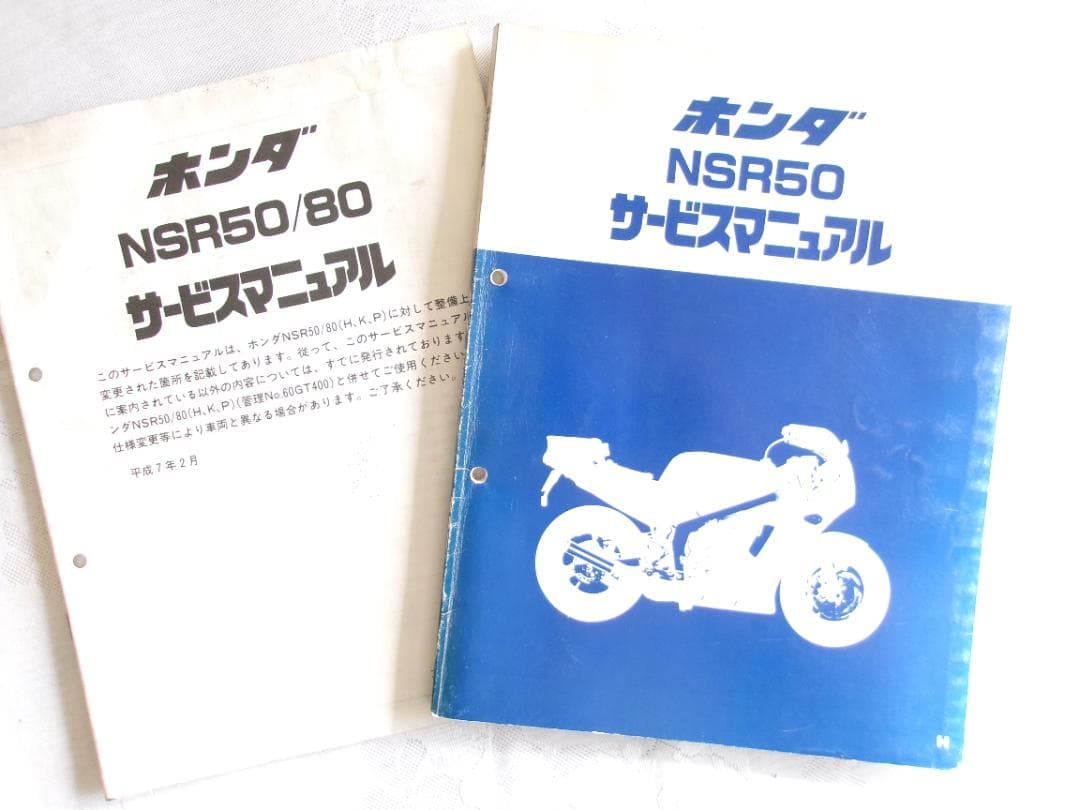 ホンダ
NSR50/80
サービスマニュアル
このサービスマニュアルは、ホンダNSR50/80(H、K、P)に対して整備上、
変更された箇所を記載してあります。従って、このサービスマニュアル
に案内されている以外の内容については、すでに発行されております
ンダNSR50/80(H、K、P)(管理No.60GT400)と併せてご使用ください。
仕様変更等により車両と異なる場合があります。ご了承ください。
平成7年2月
ホンダ
NSR50
サービスマニュアル
H